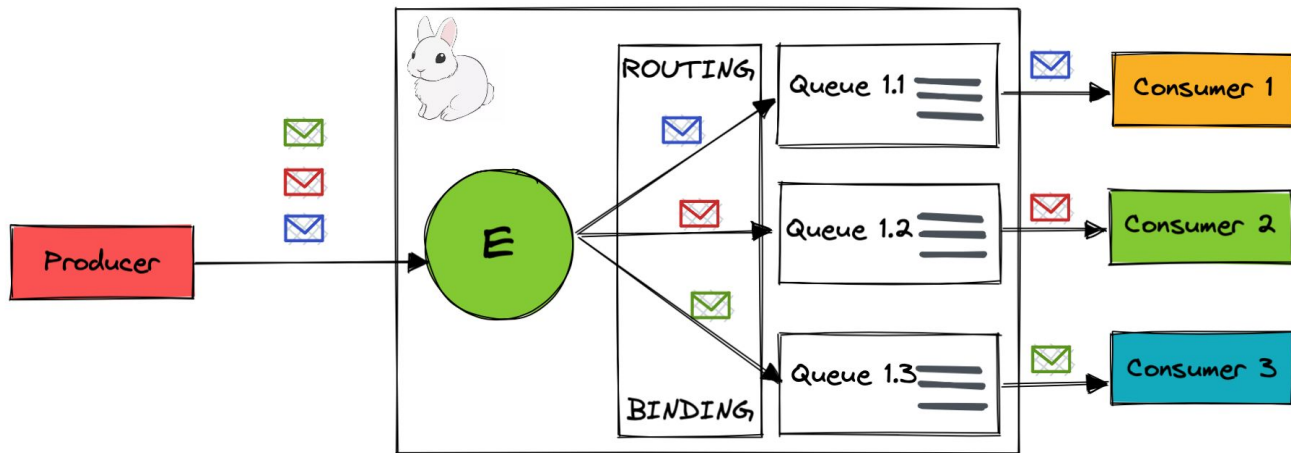 ROUTING
Queue 1.1
Consumer 1
E
Queue 1.2
Consumer 2
Producer
Queue 1.3
Consumer 3
BINDING